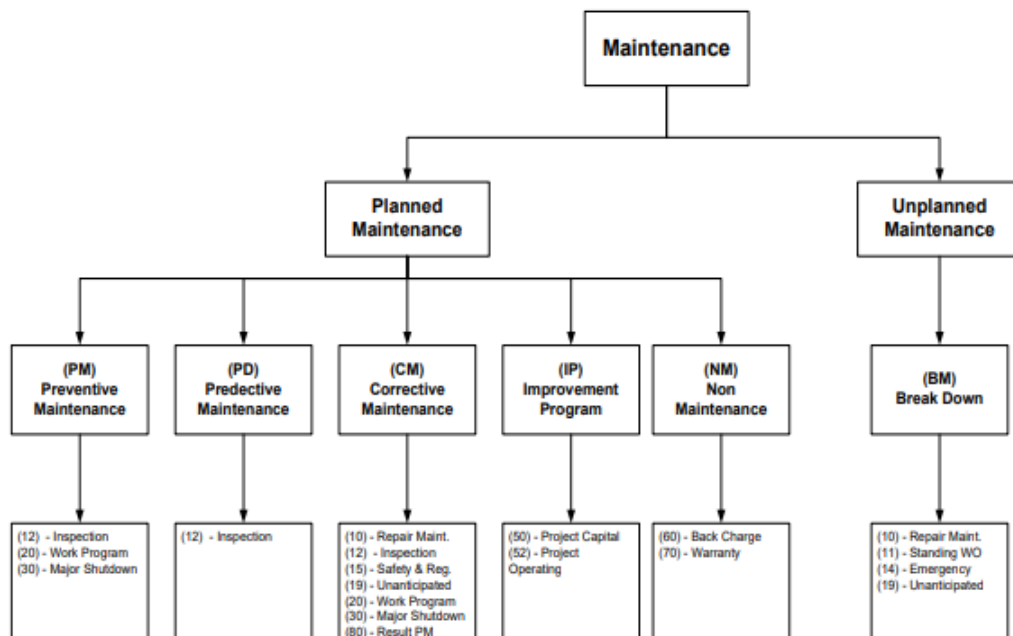 Maintenance
Planned
Maintenance
Unplanned
Maintenance
(PM)
Preventive
Maintenance
(PD)
Predective
Maintenance
(CM)
Corrective
Maintenance
(IP)
Improvement
Program
(NM)
Non
Maintenance
(BM)
Break Down
(12) - Inspection
(20) - Work Program
(30) - Major Shutdown
(12) - Inspection
(10) - Repair Maint.
(12) - Inspection
(15) - Safety & Reg.
(19) - Unanticipated
(20) - Work Program
(30) - Major Shutdown
(80) - Result PM
(50) - Project Capital
(52) - Project
Operating
(60) - Back Charge
(70) - Warranty
(10) - Repair Maint.
(11) - Standing WO
(14) - Emergency
(19) - Unanticipated